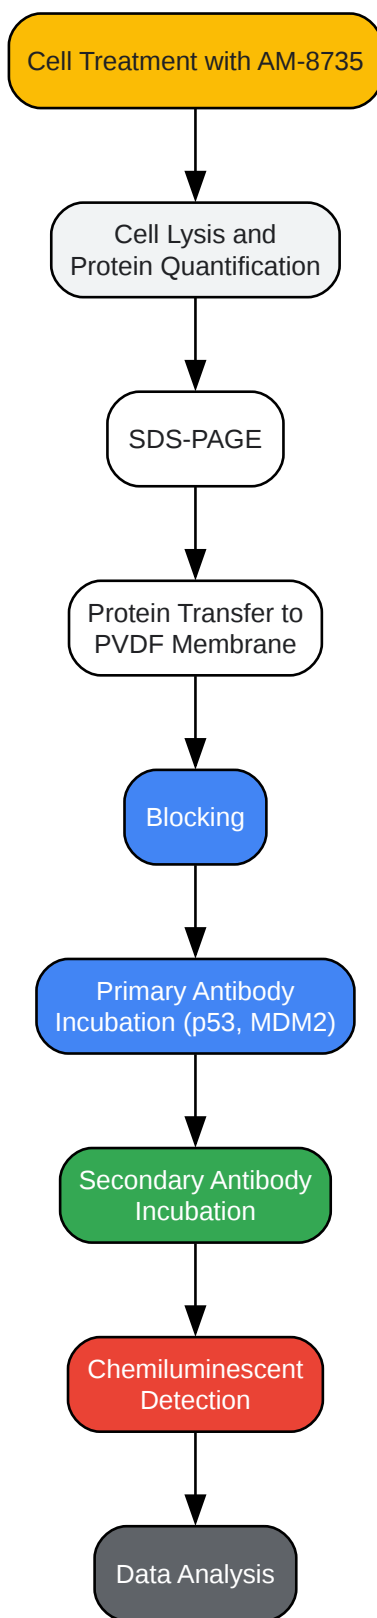 Cell Treatment with AM-8735
Cell Lysis and
Protein Quantification
SDS-PAGE
Protein Transfer to
PVDF Membrane
Blocking
Primary Antibody
Incubation (p53, MDM2)
Secondary Antibody
Incubation
Chemiluminescent
Detection
Data Analysis